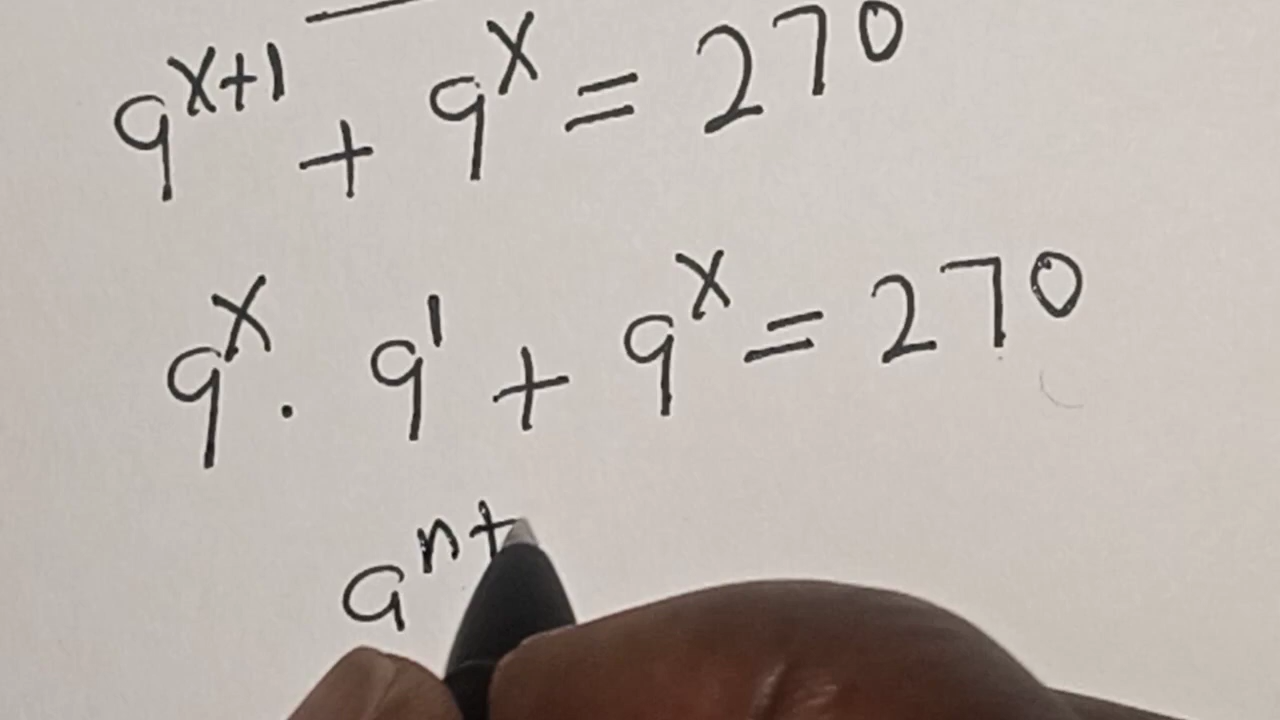 9^{x+1} + 9^x = 270
9^x . 9^1 + 9^x = 270
a^{n+